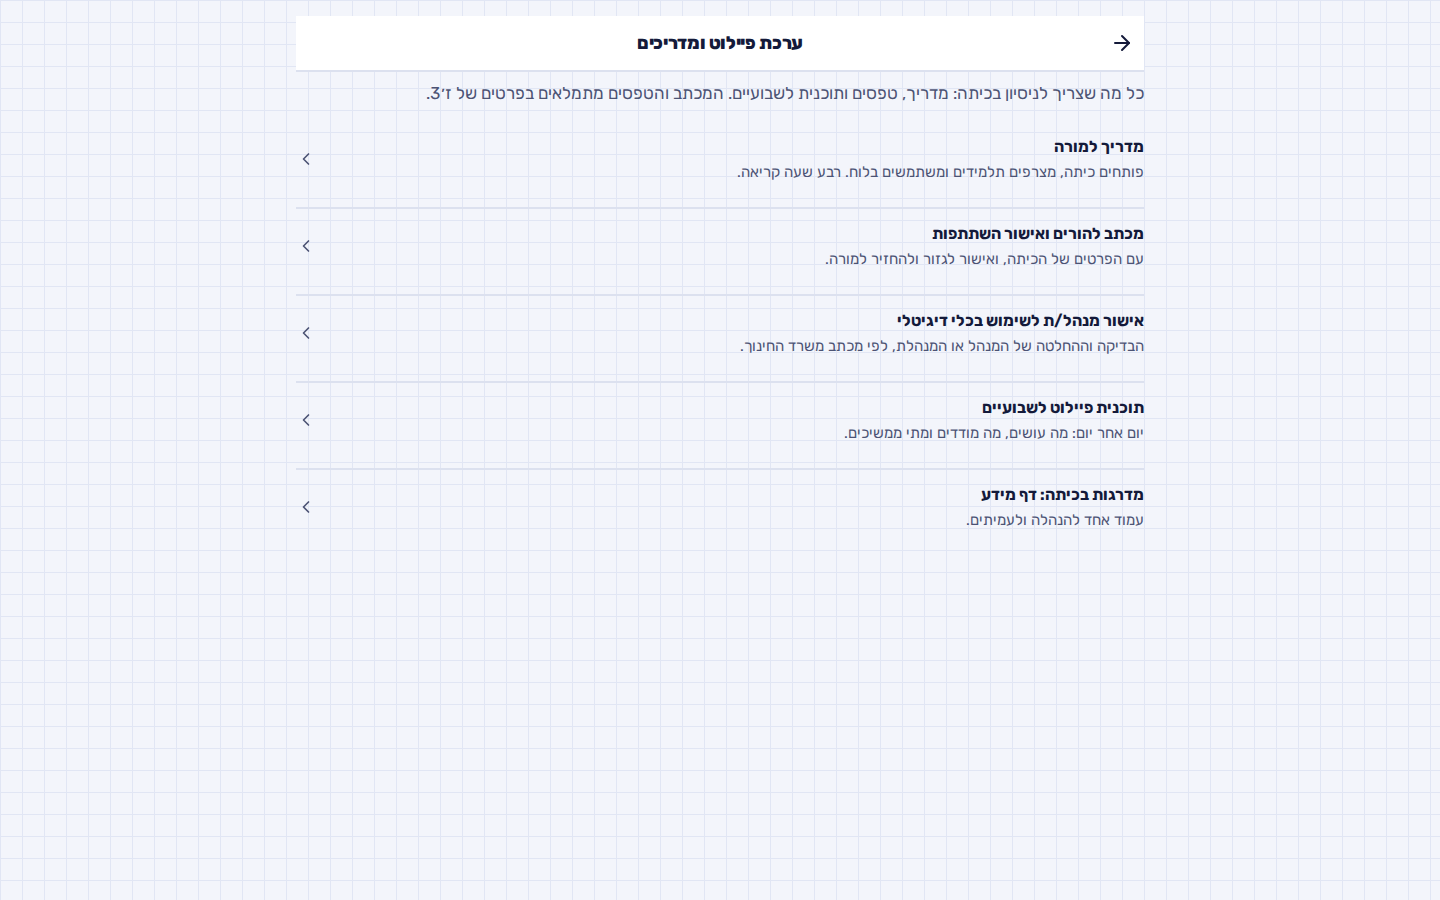 ערכת פיילוט ומדריכים
כל מה שצריך לניסיון בכיתה: מדריך, טפסים ותוכנית לשבועיים. המכתב והטפסים מתמלאים בפרטים של ז׳3.
מדריך למורה
פותחים כיתה, מצרפים תלמידים ומשתמשים בלוח. רבע שעה קריאה.
מכתב להורים ואישור השתתפות
עם הפרטים של הכיתה, ואישור לגזור ולהחזיר למורה.
אישור מנהל/ת לשימוש בכלי דיגיטלי
הבדיקה וההחלטה של המנהל או המנהלת, לפי מכתב משרד החינוך.
תוכנית פיילוט לשבועיים
יום אחר יום: מה עושים, מה מודדים ומתי ממשיכים.
מדרגות בכיתה: דף מידע
עמוד אחד להנהלה ולעמיתים.